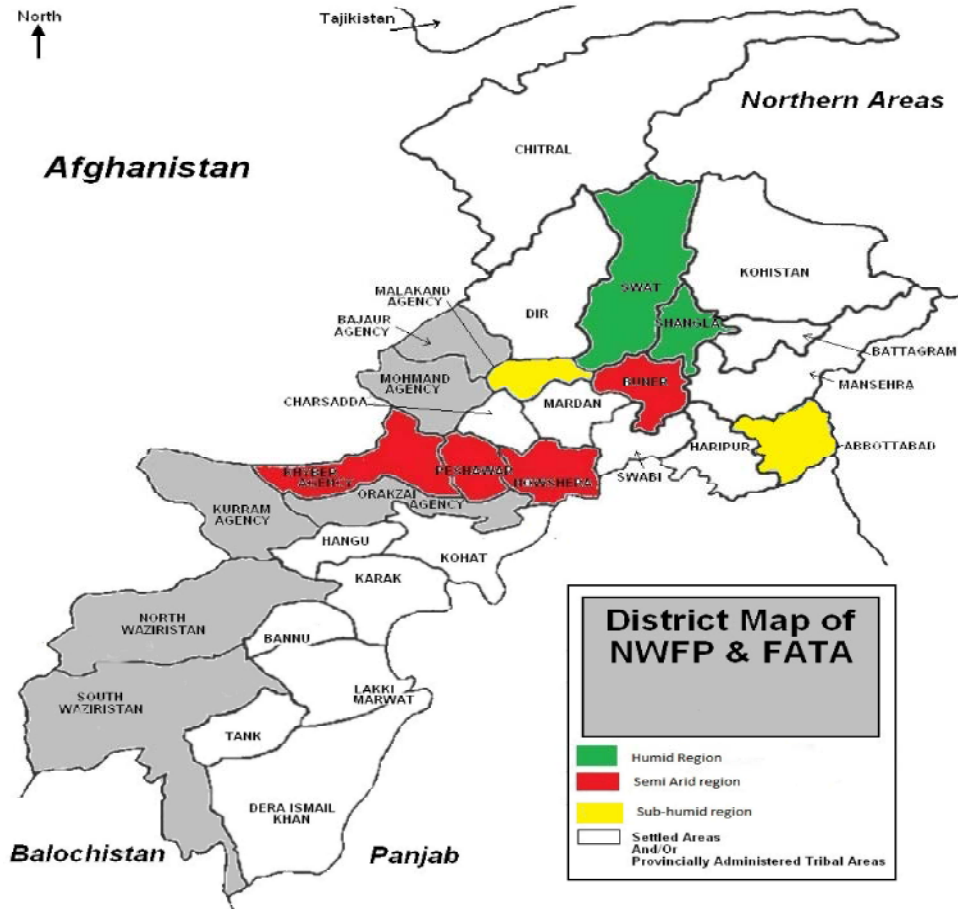 North
Tajikistan
Northern Areas
Afghanistan
CHITRAL
KOHISTAN
SWAT
MALAKAND
AGENCY
DIR
SHANGLA
BAJAUR
AGENCY
BATTAGRAM
MOHMAND
AGENCY
BUNER
MANSEHRA
CHARSADDA
MARDAN
HARIPUR
ABBOTTABAD
KHYBER
AGENCY
PESHAWAR
NOWSHERA
SWABI
ORAKZAI
AGENCY
KURRAM
AGENCY
HANGU
KOHAT
KARAK
NORTH
WAZIRISTAN
BANNU
SOUTH
WAZIRISTAN
LAKKI
MARWAT
TANK
DERA ISMAIL
KHAN
Balochistan
Panjab
District Map of
NWFP & FATA
Humid Region
Semi Arid region
Sub-humid region
Settled Areas
And/Or
Provincially Administered Tribal Areas